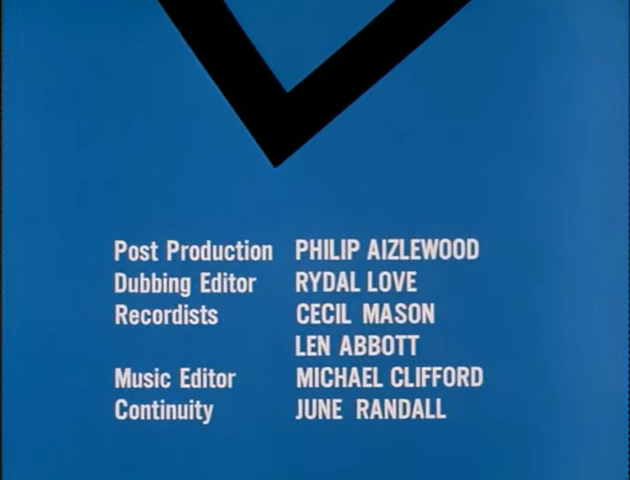 Post Production PHILIP AIZLEWOOD
Dubbing Editor RYDAL LOVE
Recordists CECIL MASON
LEN ABBOTT
Music Editor MICHAEL CLIFFORD
Continuity JUNE RANDALL